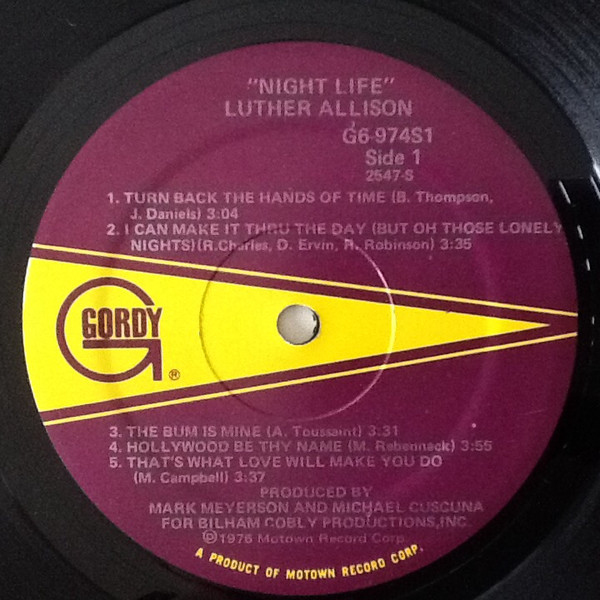 "NIGHT LIFE"
LUTHER ALLISON
G6-974S1
Side 1
2547-S
1. TURN BACK THE HANDS OF TIME (B. Thompson,
J. Daniels) 3:04
2. I CAN MAKE IT THRU THE DAY (BUT OH THOSE LONELY
NIGHTS)(R.Charles, D. Ervin, R. Robinson) 3:35
GORDY
®
3. THE BUM IS MINE (A. Toussaint) 3:31
4. HOLLYWOOD BE THY NAME (M. Rebennack) 3:55
5. THAT'S WHAT LOVE WILL MAKE YOU DO
(M. Campbell) 3:37
PRODUCED BY
MARK MEYERSON AND MICHAEL CUSCUNA
FOR BILHAM COBLY PRODUCTIONS,INC.
Ⓟ1976 Motown Record Corp.
A PRODUCT OF MOTOWN RECORD CORP.